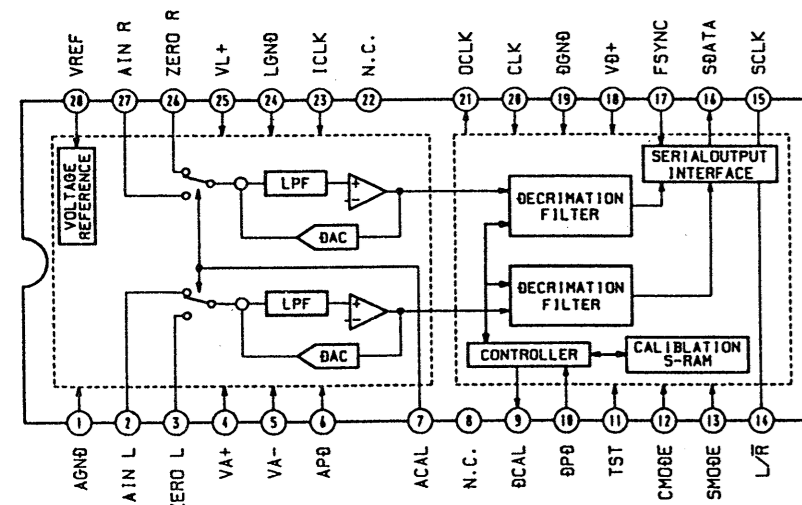 VREF
AIN R
ZERO R
VL+
LGND
ICLK
N.C.
OCLK
CLK
DGND
VD+
FSYNC
SDATA
SCLK
28
27
26
25
24
23
22
21
20
19
18
17
16
15
VOLTAGE
REFERENCE
LPF
+
-
DAC
DECRIMATION
FILTER
SERIALOUTPUT
INTERFACE
LPF
+
-
DAC
DECRIMATION
FILTER
CONTROLLER
CALIBLATION
S-RAM
1
2
3
4
5
6
7
8
9
10
11
12
13
14
AGND
AIN L
ZERO L
VA+
VA-
APD
ACAL
N.C.
DCAL
DPD
TST
CMODE
SMODE
L/R̅